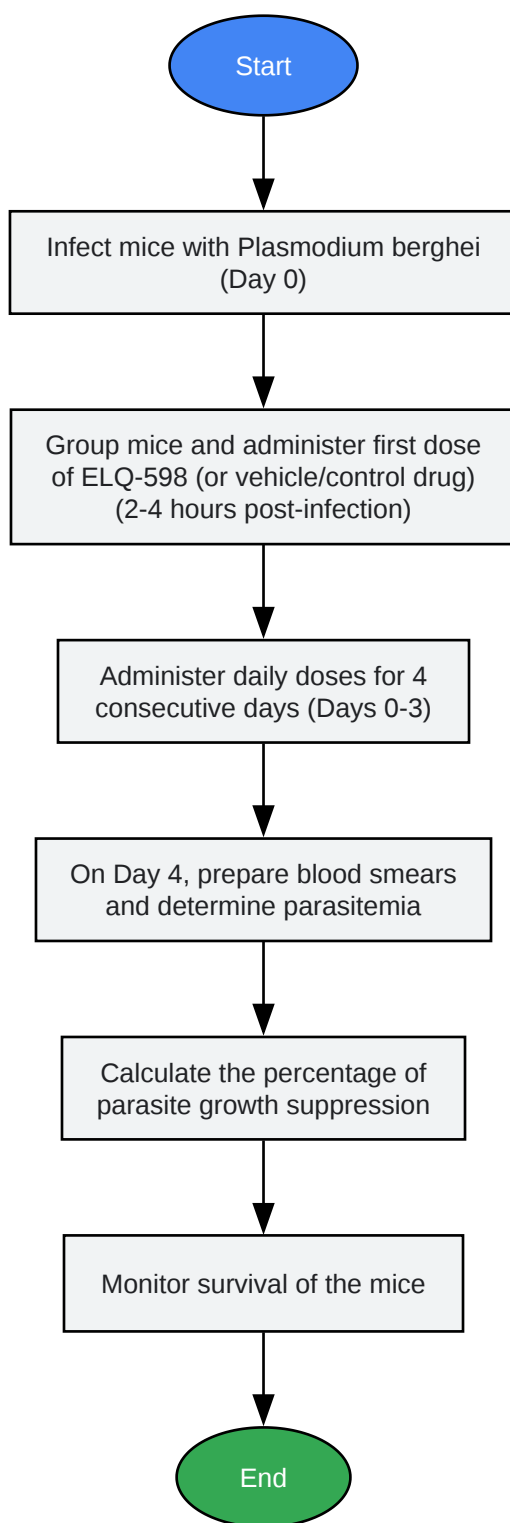 Start
Infect mice with Plasmodium berghei
(Day 0)
Group mice and administer first dose
of ELQ-598 (or vehicle/control drug)
(2-4 hours post-infection)
Administer daily doses for 4
consecutive days (Days 0-3)
On Day 4, prepare blood smears
and determine parasitemia
Calculate the percentage of
parasite growth suppression
Monitor survival of the mice
End